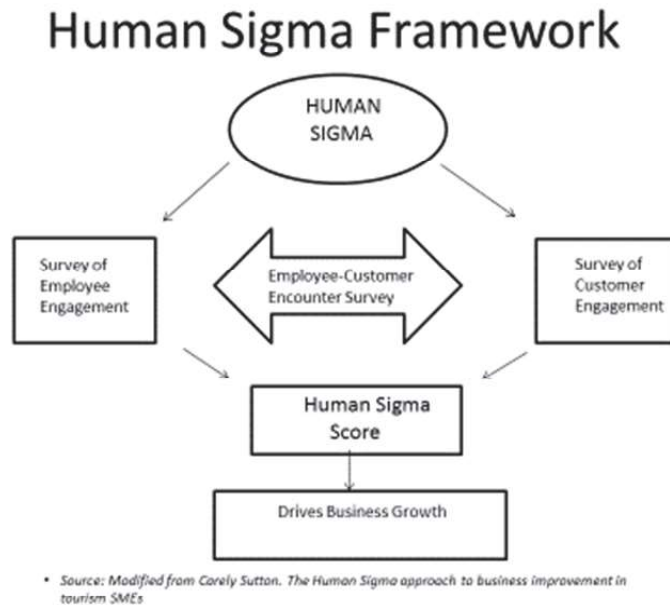 Human Sigma Framework
HUMAN
SIGMA
Survey of
Employee
Engagement
Employee-Customer
Encounter Survey
Survey of
Customer
Engagement
Human Sigma
Score
Drives Business Growth
• Source: Modified from Carely Sutton. The Human Sigma approach to business improvement in
tourism SMEs